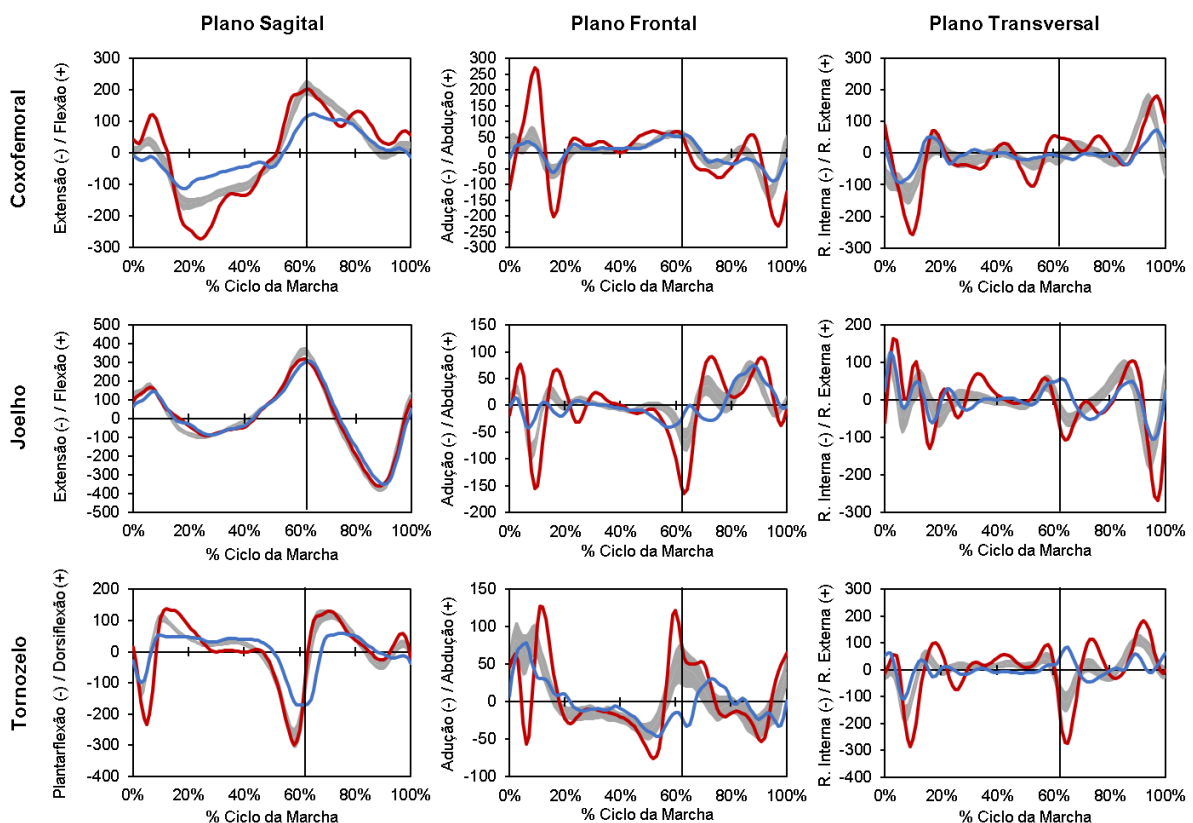 Plano Sagital
Plano Frontal
Plano Transversal
Coxofemoral
Extensão (-) / Flexão (+)
300
200
100
0
-100
-200
-300
0% 20% 40% 60% 80% 100%
% Ciclo da Marcha
Adução (-) / Abdução (+)
300
250
200
150
100
50
0
-50
-100
-150
-200
-250
-300
0% 20% 40% 60% 80% 100%
% Ciclo da Marcha
R. Interna (-) / R. Externa (+)
300
200
100
0
-100
-200
-300
0% 20% 40% 60% 80% 100%
% Ciclo da Marcha
Joelho
Extensão (-) / Flexão (+)
500
400
300
200
100
0
-100
-200
-300
-400
-500
0% 20% 40% 60% 80% 100%
% Ciclo da Marcha
Adução (-) / Abdução (+)
150
100
50
0
-50
-100
-150
-200
0% 20% 40% 60% 80% 100%
% Ciclo da Marcha
R. Interna (-) / R. Externa (+)
200
100
0
-100
-200
-300
0% 20% 40% 60% 80% 100%
% Ciclo da Marcha
Tornozelo
Plantarflexão (-) / Dorsiflexão (+)
200
100
0
-100
-200
-300
-400
0% 20% 40% 60% 80% 100%
% Ciclo da Marcha
Adução (-) / Abdução (+)
150
100
50
0
-50
-100
0% 20% 40% 60% 80% 100%
% Ciclo da Marcha
R. Interna (-) / R. Externa (+)
300
200
100
0
-100
-200
-300
-400
0% 20% 40% 60% 80% 100%
% Ciclo da Marcha